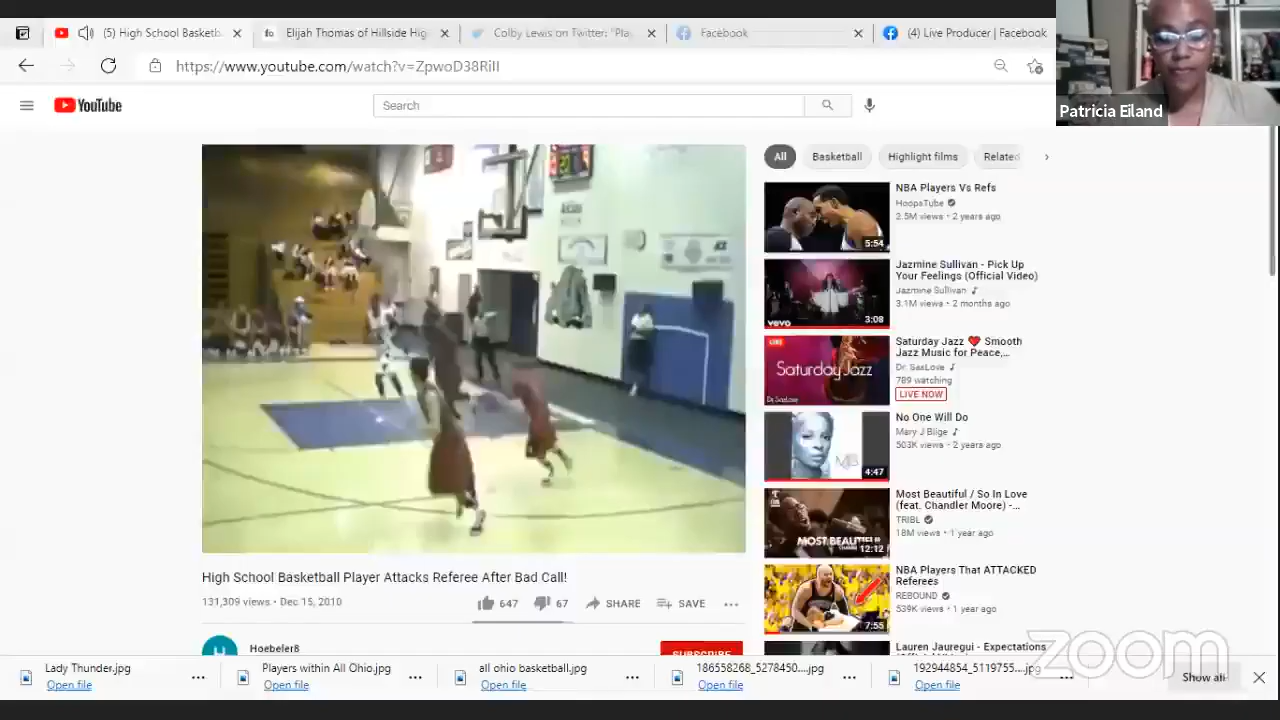 (5) High School Basketb
Elijah Thomas of Hillside Hig
Colby Lewis on Twitter: "Pla
Facebook
(4) Live Producer | Facebook
https://www.youtube.com/watch?v=ZpwoD38RiII
Patricia Eiland
YouTube
Search
All
Basketball
Highlight films
Related
NBA Players Vs Refs
HoopsTube
2.5M views • 2 years ago
5:54
Jazmine Sullivan - Pick Up
Your Feelings (Official Video)
Jazmine Sullivan
3.1M views • 2 months ago
vevo
3:08
LIVE
Saturday Jazz
Saturday Jazz ❤️ Smooth
Jazz Music for Peace,...
Dr. SaxLove
789 watching
LIVE NOW
No One Will Do
Mary J Blige
503K views • 2 years ago
4:47
Most Beautiful / So In Love
(feat. Chandler Moore) -...
TRIBL
18M views • 1 year ago
12:12
NBA Players That ATTACKED
Referees
REBOUND
539K views • 1 year ago
7:55
Lauren Jauregui - Expectations
High School Basketball Player Attacks Referee After Bad Call!
131,309 views • Dec 15, 2010
647
67
SHARE
SAVE
Hoebeler8
SUBSCRIBE
zoom
Lady Thunder.jpg
Open file
Players within All Ohio.jpg
Open file
all ohio basketball.jpg
Open file
186558268_5278450....jpg
Open file
192944854_5119755....jpg
Open file
Show all